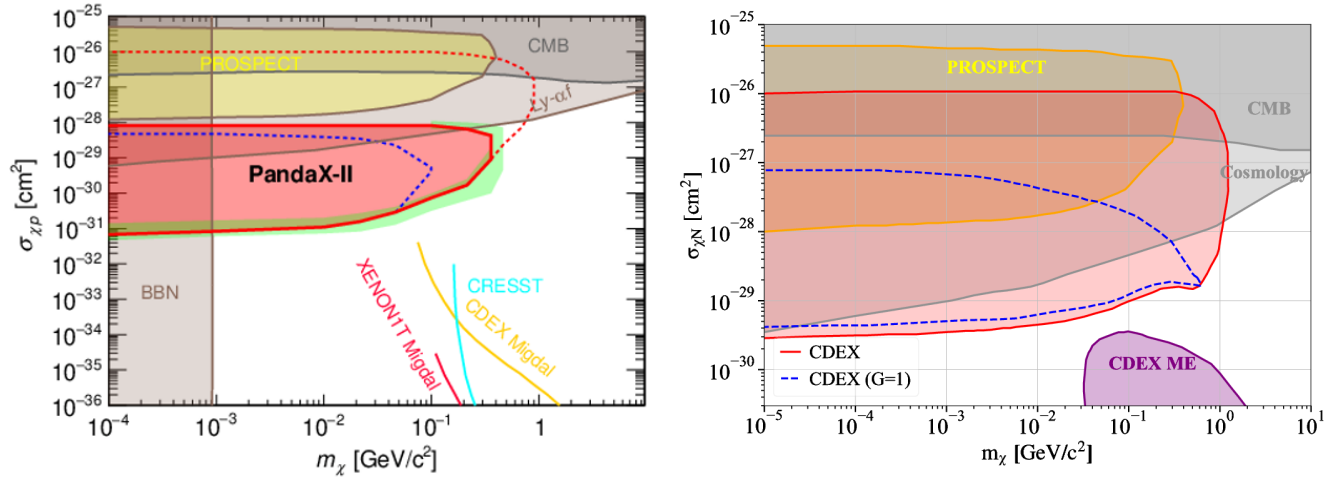 10⁻²⁵
10⁻²⁶
10⁻²⁷
10⁻²⁸
10⁻²⁹
10⁻³⁰
10⁻³¹
10⁻³²
10⁻³³
10⁻³⁴
10⁻³⁵
10⁻³⁶
σχp [cm²]
CMB
PROSPECT
Ly-αf
PandaX-II
BBN
XENON1T Migdal
CRESST
CDEX Migdal
10⁻⁴ 10⁻³ 10⁻² 10⁻¹ 1
mχ [GeV/c²]
10⁻²⁵
10⁻²⁶
10⁻²⁷
10⁻²⁸
10⁻²⁹
10⁻³⁰
σχN [cm²]
PROSPECT
CMB
Cosmology
CDEX
CDEX (G=1)
CDEX ME
10⁻⁵ 10⁻⁴ 10⁻³ 10⁻² 10⁻¹ 10⁰ 10¹
mχ [GeV/c²]